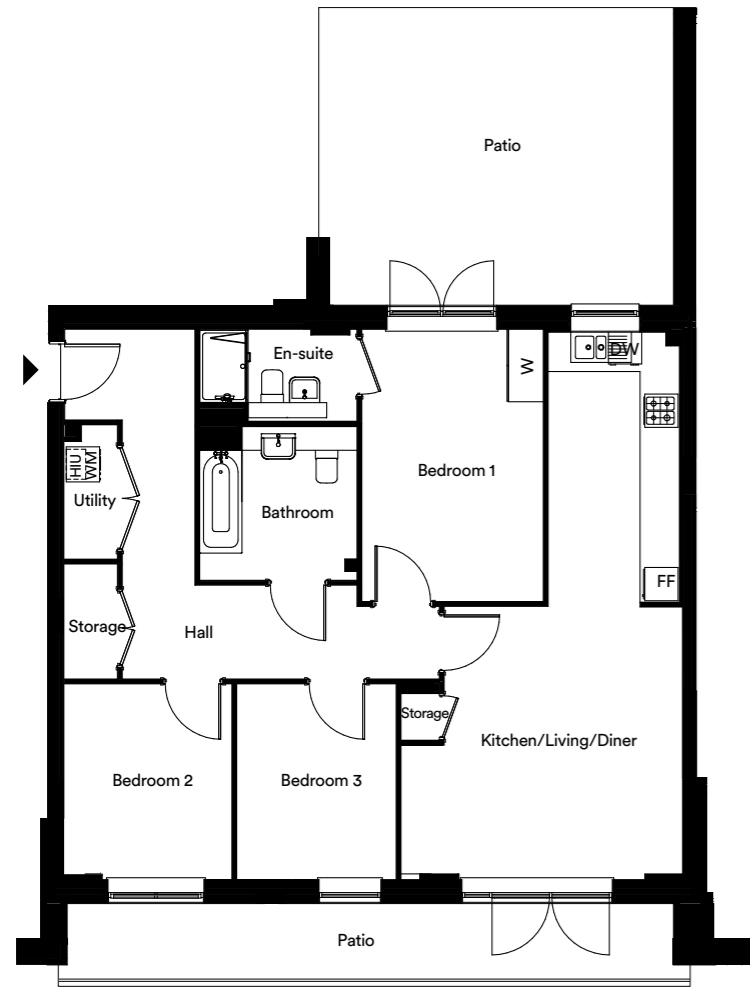 Patio
En-suite
W
DW
Bedroom 1
HIU
WM
Utility
Bathroom
FF
Storage
Hall
Storage
Kitchen/Living/Diner
Bedroom 2
Bedroom 3
Patio